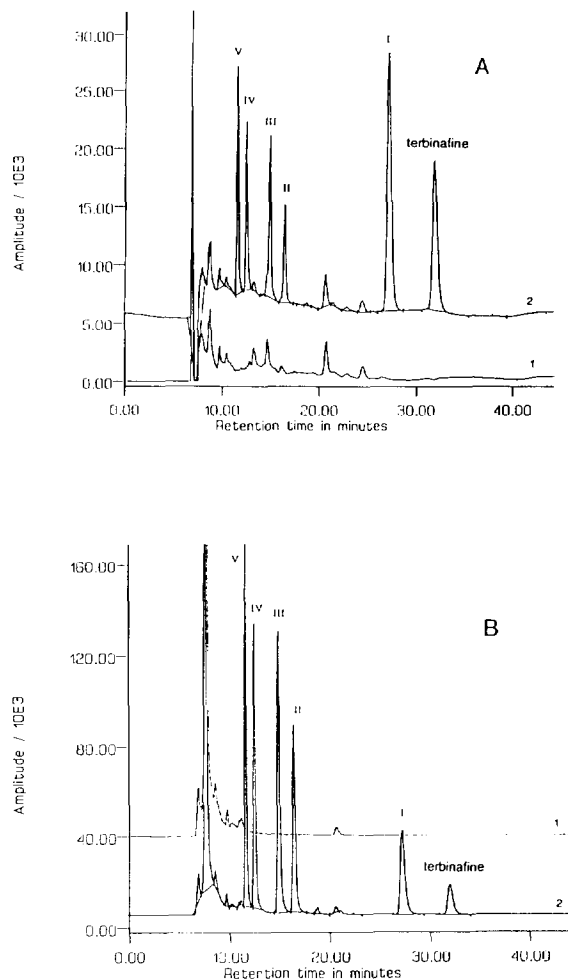 A
I
V
IV
III
II
terbinafine
30.00
25.00
20.00
15.00
10.00
5.00
0.00
Amplitude / 10E3
2
1
0.00 10.00 20.00 30.00 40.00
Retention time in minutes
B
V
IV
III
II
I
terbinafine
160.00
120.00
80.00
40.00
0.00
Amplitude / 10E3
1
2
0.00 10.00 20.00 30.00 40.00
Retention time in minutes